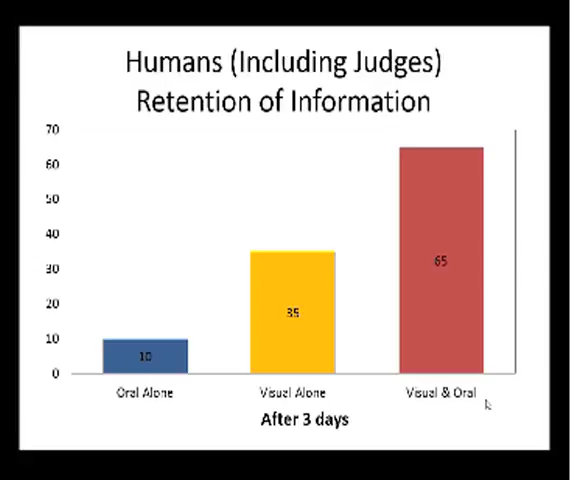 Humans (Including Judges)
Retention of Information
70
60
50
40
30
20
10
0
10
35
65
Oral Alone
Visual Alone
Visual & Oral
After 3 days